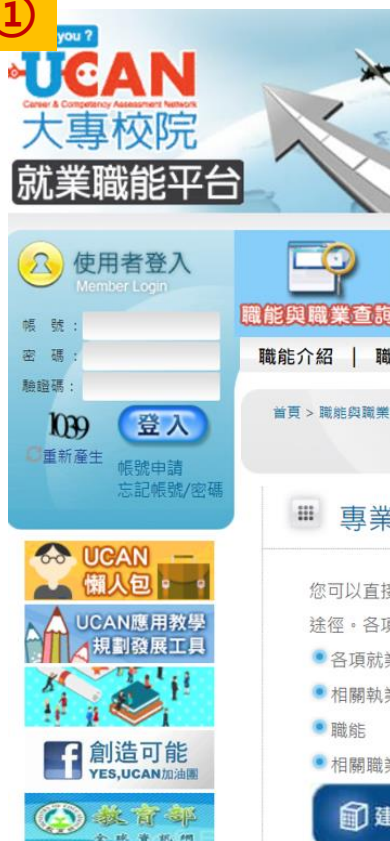 1
you ?
UCAN
Career & Competency Assessment Network
大專校院
就業職能平台
使用者登入
Member Login
帳 號：
密 碼：
驗證碼：
1039
登入
重新產生
帳號申請
忘記帳號/密碼
職能與職業查詢
職能介紹 | 職
首頁 > 職能與職業
專業
您可以直接
途徑。各項
各項就業
相關執業
職能
相關職業
建
UCAN
懶人包
UCAN應用教學
規劃發展工具
創造可能
YES,UCAN加油團
教育部